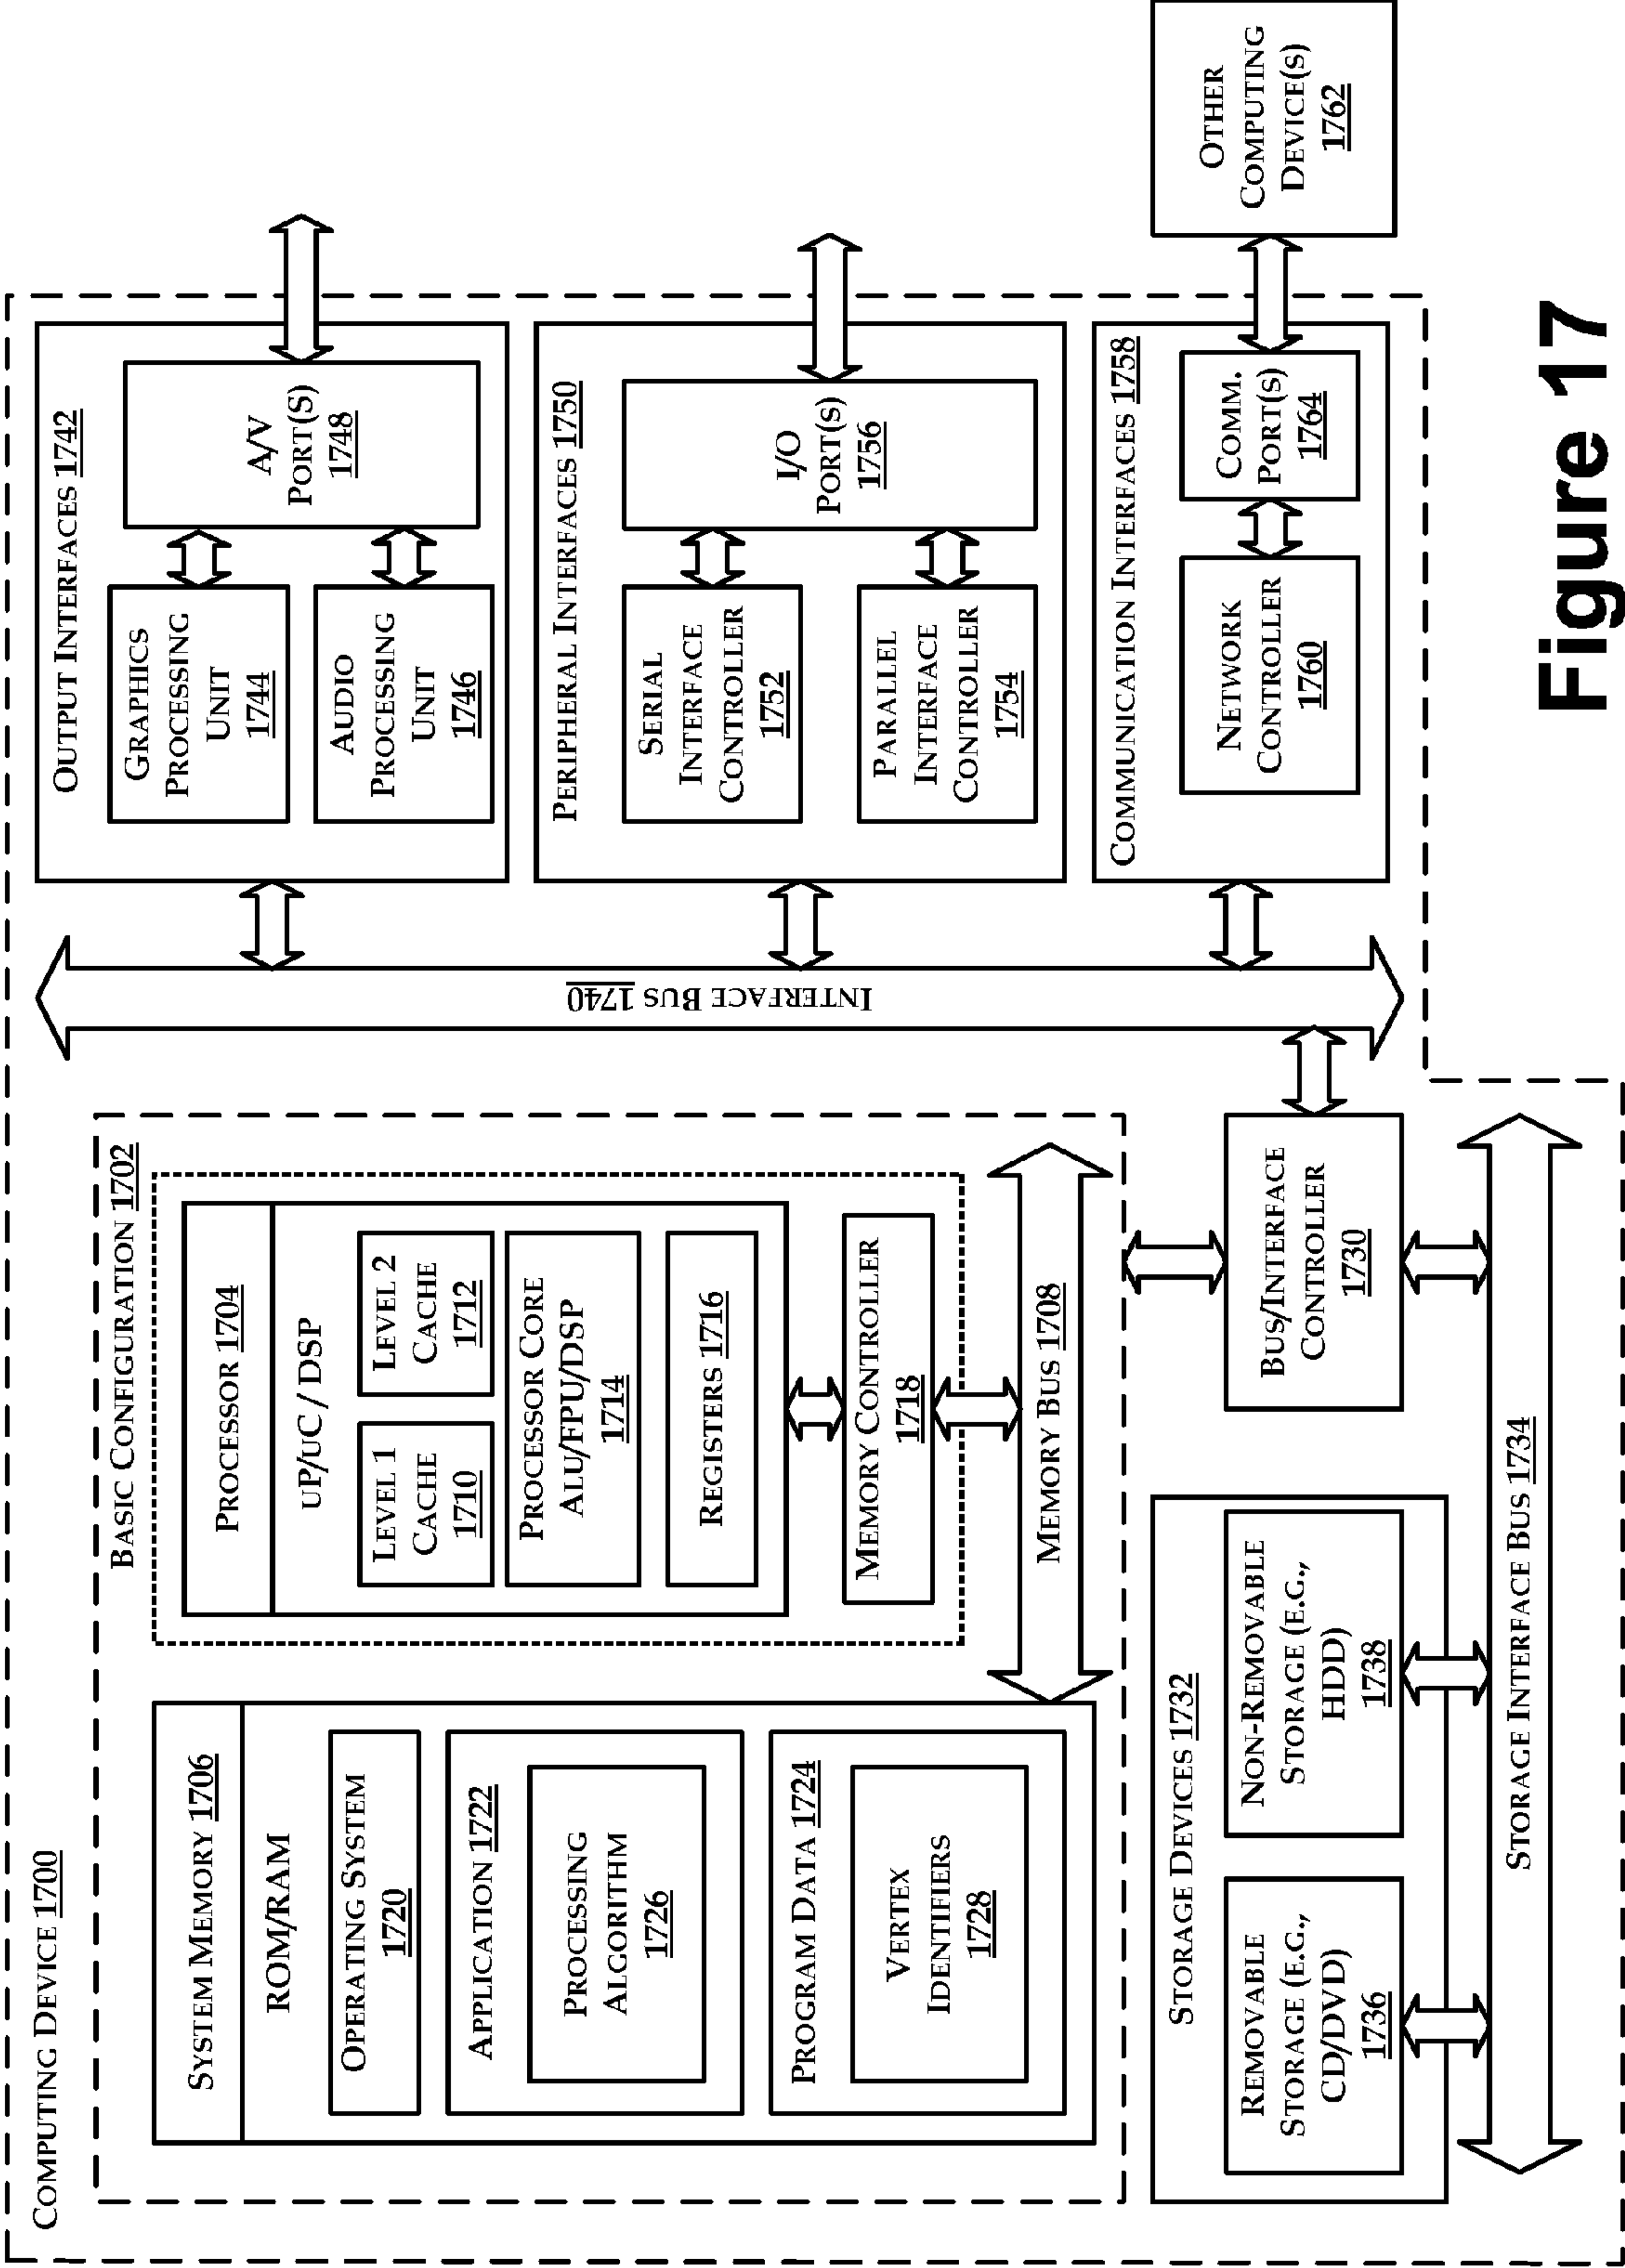 COMPUTING DEVICE 1700
BASIC CONFIGURATION 1702
SYSTEM MEMORY 1706
ROM/RAM
OPERATING SYSTEM
1720
APPLICATION 1722
PROCESSING
ALGORITHM
1726
PROGRAM DATA 1724
VERTEX
IDENTIFIERS
1728
PROCESSOR 1704
UP/UC / DSP
LEVEL 1
CACHE
1710
LEVEL 2
CACHE
1712
PROCESSOR CORE
ALU/FPU/DSP
1714
REGISTERS 1716
MEMORY CONTROLLER
1718
MEMORY BUS 1708
BUS/INTERFACE
CONTROLLER
1730
STORAGE DEVICES 1732
REMOVABLE
STORAGE (E.G.,
CD/DVD)
1736
NON-REMOVABLE
STORAGE (E.G.,
HDD)
1738
STORAGE INTERFACE BUS 1734
INTERFACE BUS 1740
OUTPUT INTERFACES 1742
GRAPHICS
PROCESSING
UNIT
1744
AUDIO
PROCESSING
UNIT
1746
A/V
PORT(S)
1748
PERIPHERAL INTERFACES 1750
SERIAL
INTERFACE
CONTROLLER
1752
PARALLEL
INTERFACE
CONTROLLER
1754
I/O
PORT(S)
1756
COMMUNICATION INTERFACES 1758
NETWORK
CONTROLLER
1760
COMM.
PORT(S)
1764
OTHER
COMPUTING
DEVICE(S)
1762
Figure 17